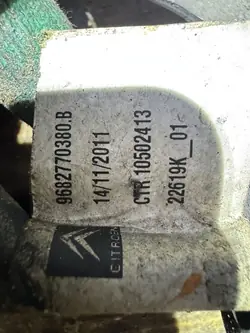 9682770380.B
14/11/2011
CTR 10502413
22619K_01
CITROËN